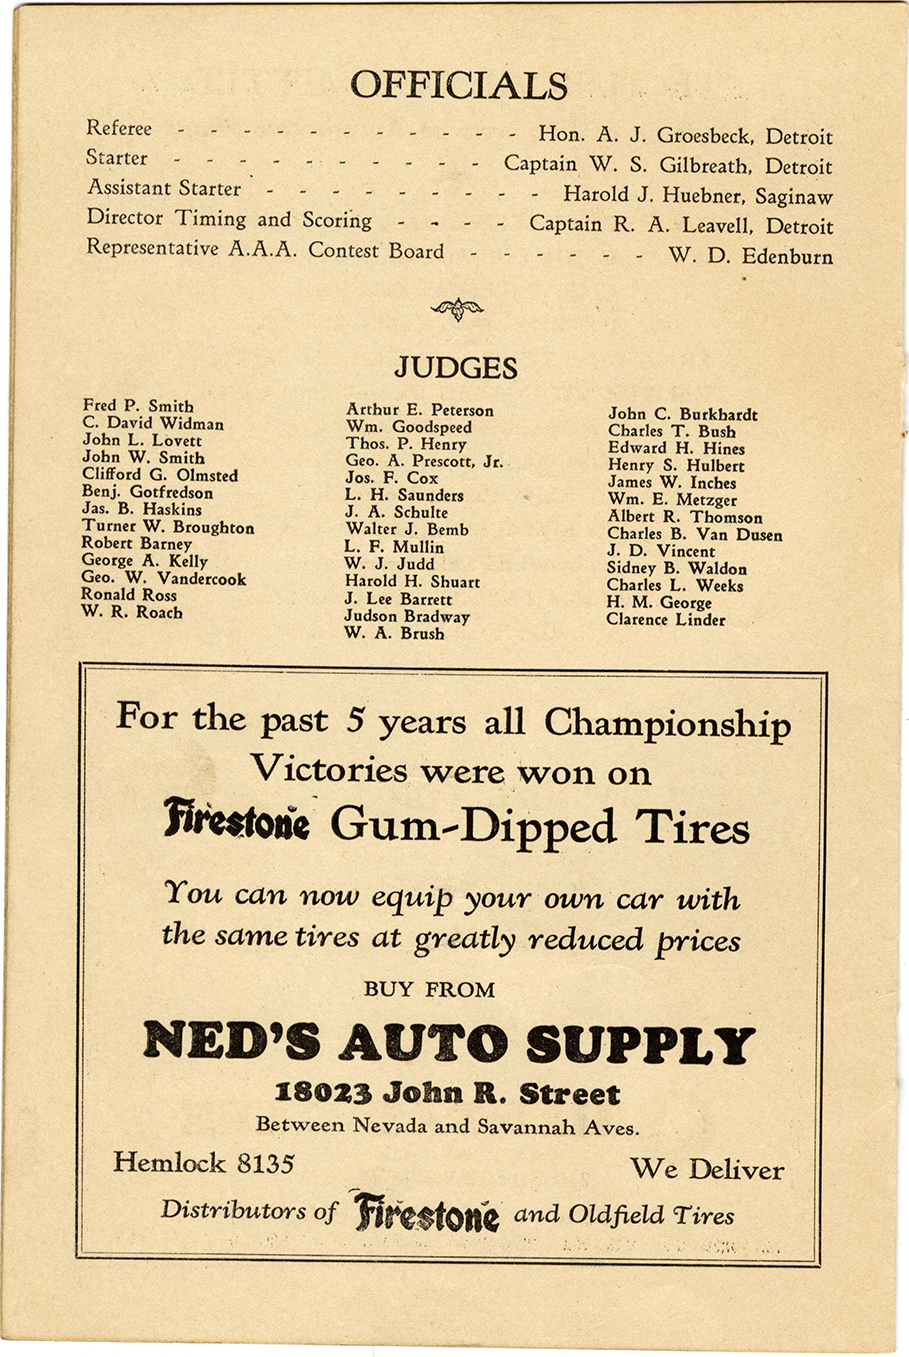 OFFICIALS
Referee - - - - - - - - - - - Hon. A. J. Groesbeck, Detroit
Starter - - - - - - - - - - Captain W. S. Gilbreath, Detroit
Assistant Starter - - - - - - - - - Harold J. Huebner, Saginaw
Director Timing and Scoring - - - - Captain R. A. Leavell, Detroit
Representative A.A.A. Contest Board - - - - - - W. D. Edenburn
JUDGES
Fred P. Smith
C. David Widman
John L. Lovett
John W. Smith
Clifford G. Olmsted
Benj. Gotfredson
Jas. B. Haskins
Turner W. Broughton
Robert Barney
George A. Kelly
Geo. W. Vandercook
Ronald Ross
W. R. Roach
Arthur E. Peterson
Wm. Goodspeed
Thos. P. Henry
Geo. A. Prescott, Jr.
Jos. F. Cox
L. H. Saunders
J. A. Schulte
Walter J. Bemb
L. F. Mullin
W. J. Judd
Harold H. Shuart
J. Lee Barrett
Judson Bradway
W. A. Brush
John C. Burkhardt
Charles T. Bush
Edward H. Hines
Henry S. Hulbert
James W. Inches
Wm. E. Metzger
Albert R. Thomson
Charles B. Van Dusen
J. D. Vincent
Sidney B. Waldon
Charles L. Weeks
H. M. George
Clarence Linder
For the past 5 years all Championship
Victories were won on
Firestone Gum-Dipped Tires
You can now equip your own car with
the same tires at greatly reduced prices
BUY FROM
NED'S AUTO SUPPLY
18023 John R. Street
Between Nevada and Savannah Aves.
Hemlock 8135 We Deliver
Distributors of Firestone and Oldfield Tires